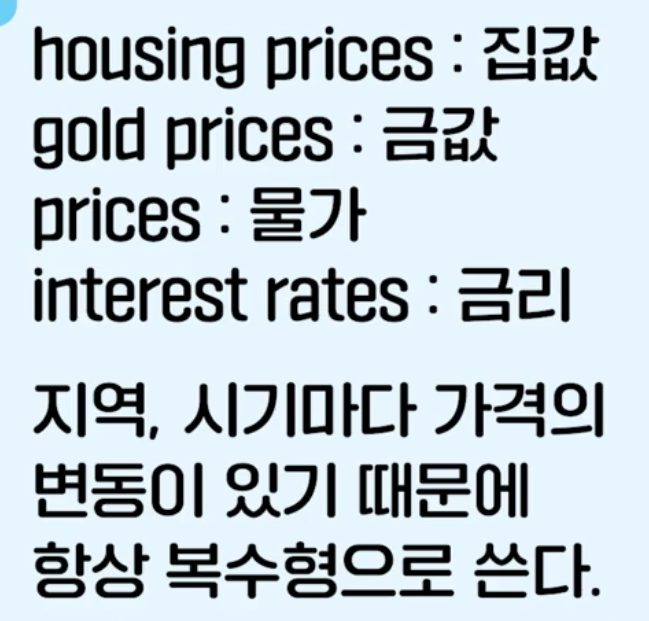 housing prices : 집값
gold prices : 금값
prices : 물가
interest rates : 금리
지역, 시기마다 가격의
변동이 있기 때문에
항상 복수형으로 쓴다.